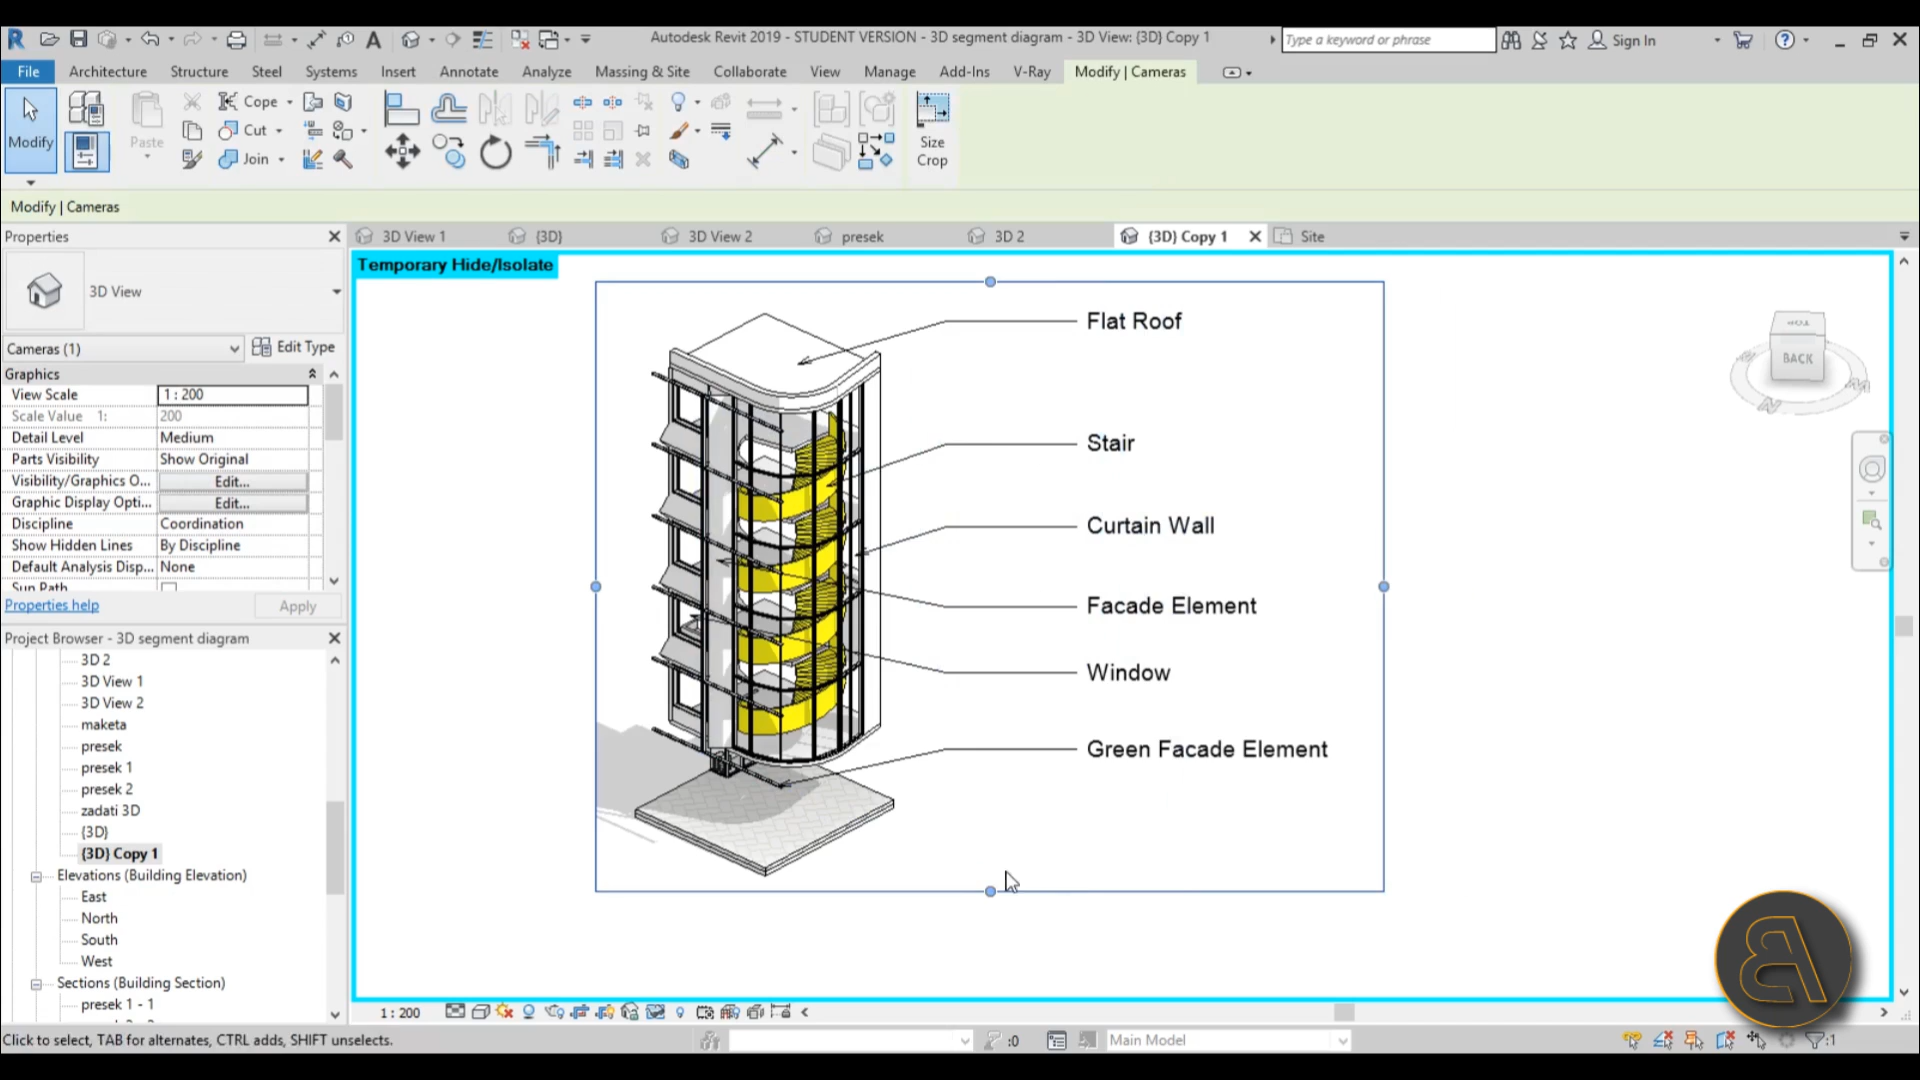 Autodesk Revit 2019 - STUDENT VERSION - 3D segment diagram - 3D View: {3D} Copy 1
Type a keyword or phrase
Sign In
File Architecture Structure Steel Systems Insert Annotate Analyze Massing & Site Collaborate View Manage Add-Ins V-Ray Modify | Cameras
Modify
Paste
Cope
Cut
Join
Size
Crop
Modify | Cameras
Properties
3D View 1
{3D}
3D View 2
presek
3D 2
{3D} Copy 1
Site
Temporary Hide/Isolate
3D View
Cameras (1)
Edit Type
Graphics
View Scale 1 : 200
Scale Value 1: 200
Detail Level Medium
Parts Visibility Show Original
Visibility/Graphics O... Edit...
Graphic Display Opti... Edit...
Discipline Coordination
Show Hidden Lines By Discipline
Default Analysis Disp... None
Sun Path
Properties help
Apply
Project Browser - 3D segment diagram
3D 2
3D View 1
3D View 2
maketa
presek
presek 1
presek 2
zadati 3D
{3D}
{3D} Copy 1
Elevations (Building Elevation)
East
North
South
West
Sections (Building Section)
presek 1 - 1
Flat Roof
Stair
Curtain Wall
Facade Element
Window
Green Facade Element
TOP
BACK
N
1 : 200
Click to select, TAB for alternates, CTRL adds, SHIFT unselects.
:0
Main Model
:1